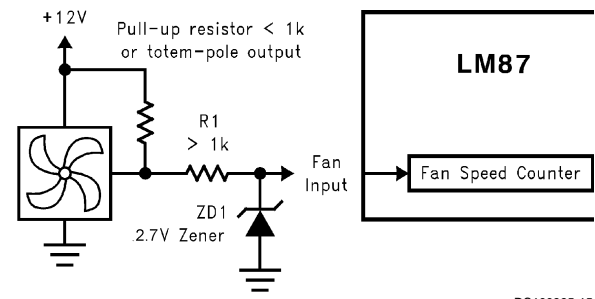 +12V
Pull-up resistor < 1k
or totem-pole output
LM87
R1
> 1k
Fan
Input
Fan Speed Counter
ZD1
2.7V Zener